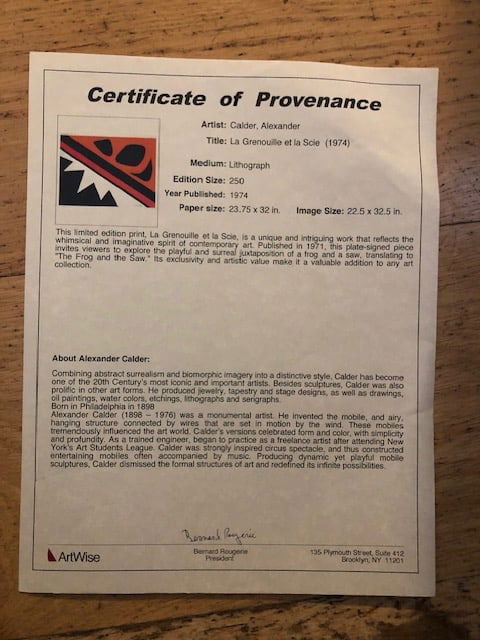 Certificate of Provenance
Artist: Calder, Alexander
Title: La Grenouille et la Scie (1974)
Medium: Lithograph
Edition Size: 250
Year Published: 1974
Paper size: 23.75 x 32 in. Image Size: 22.5 x 32.5 in.
This limited edition print, La Grenouille et la Scie, is a unique and intriguing work that reflects the
whimsical and imaginative spirit of contemporary art. Published in 1971, this plate-signed piece
invites viewers to explore the playful and surreal juxtaposition of a frog and a saw, translating to
"The Frog and the Saw." Its exclusivity and artistic value make it a valuable addition to any art
collection.
About Alexander Calder:
Combining abstract surrealism and biomorphic imagery into a distinctive style, Calder has become
one of the 20th Century's most iconic and important artists. Besides sculptures, Calder was also
prolific in other art forms. He produced jewelry, tapestry and stage designs, as well as drawings,
oil paintings, water colors, etchings, lithographs and serigraphs.
Born in Philadelphia in 1898
Alexander Calder (1898 – 1976) was a monumental artist. He invented the mobile, and airy,
hanging structure connected by wires that are set in motion by the wind. These mobiles
tremendously influenced the art world. Calder's versions celebrated form and color, with simplicity
and profundity. As a trained engineer, began to practice as a freelance artist after attending New
York's Art Students League. Calder was strongly inspired circus spectacle, and thus constructed
entertaining mobiles often accompanied by music. Producing dynamic yet playful mobile
sculptures, Calder dismissed the formal structures of art and redefined its infinite possibilities.
Bernard Rougerie
ArtWise
Bernard Rougerie
President
135 Plymouth Street, Suite 412
Brooklyn, NY 11201